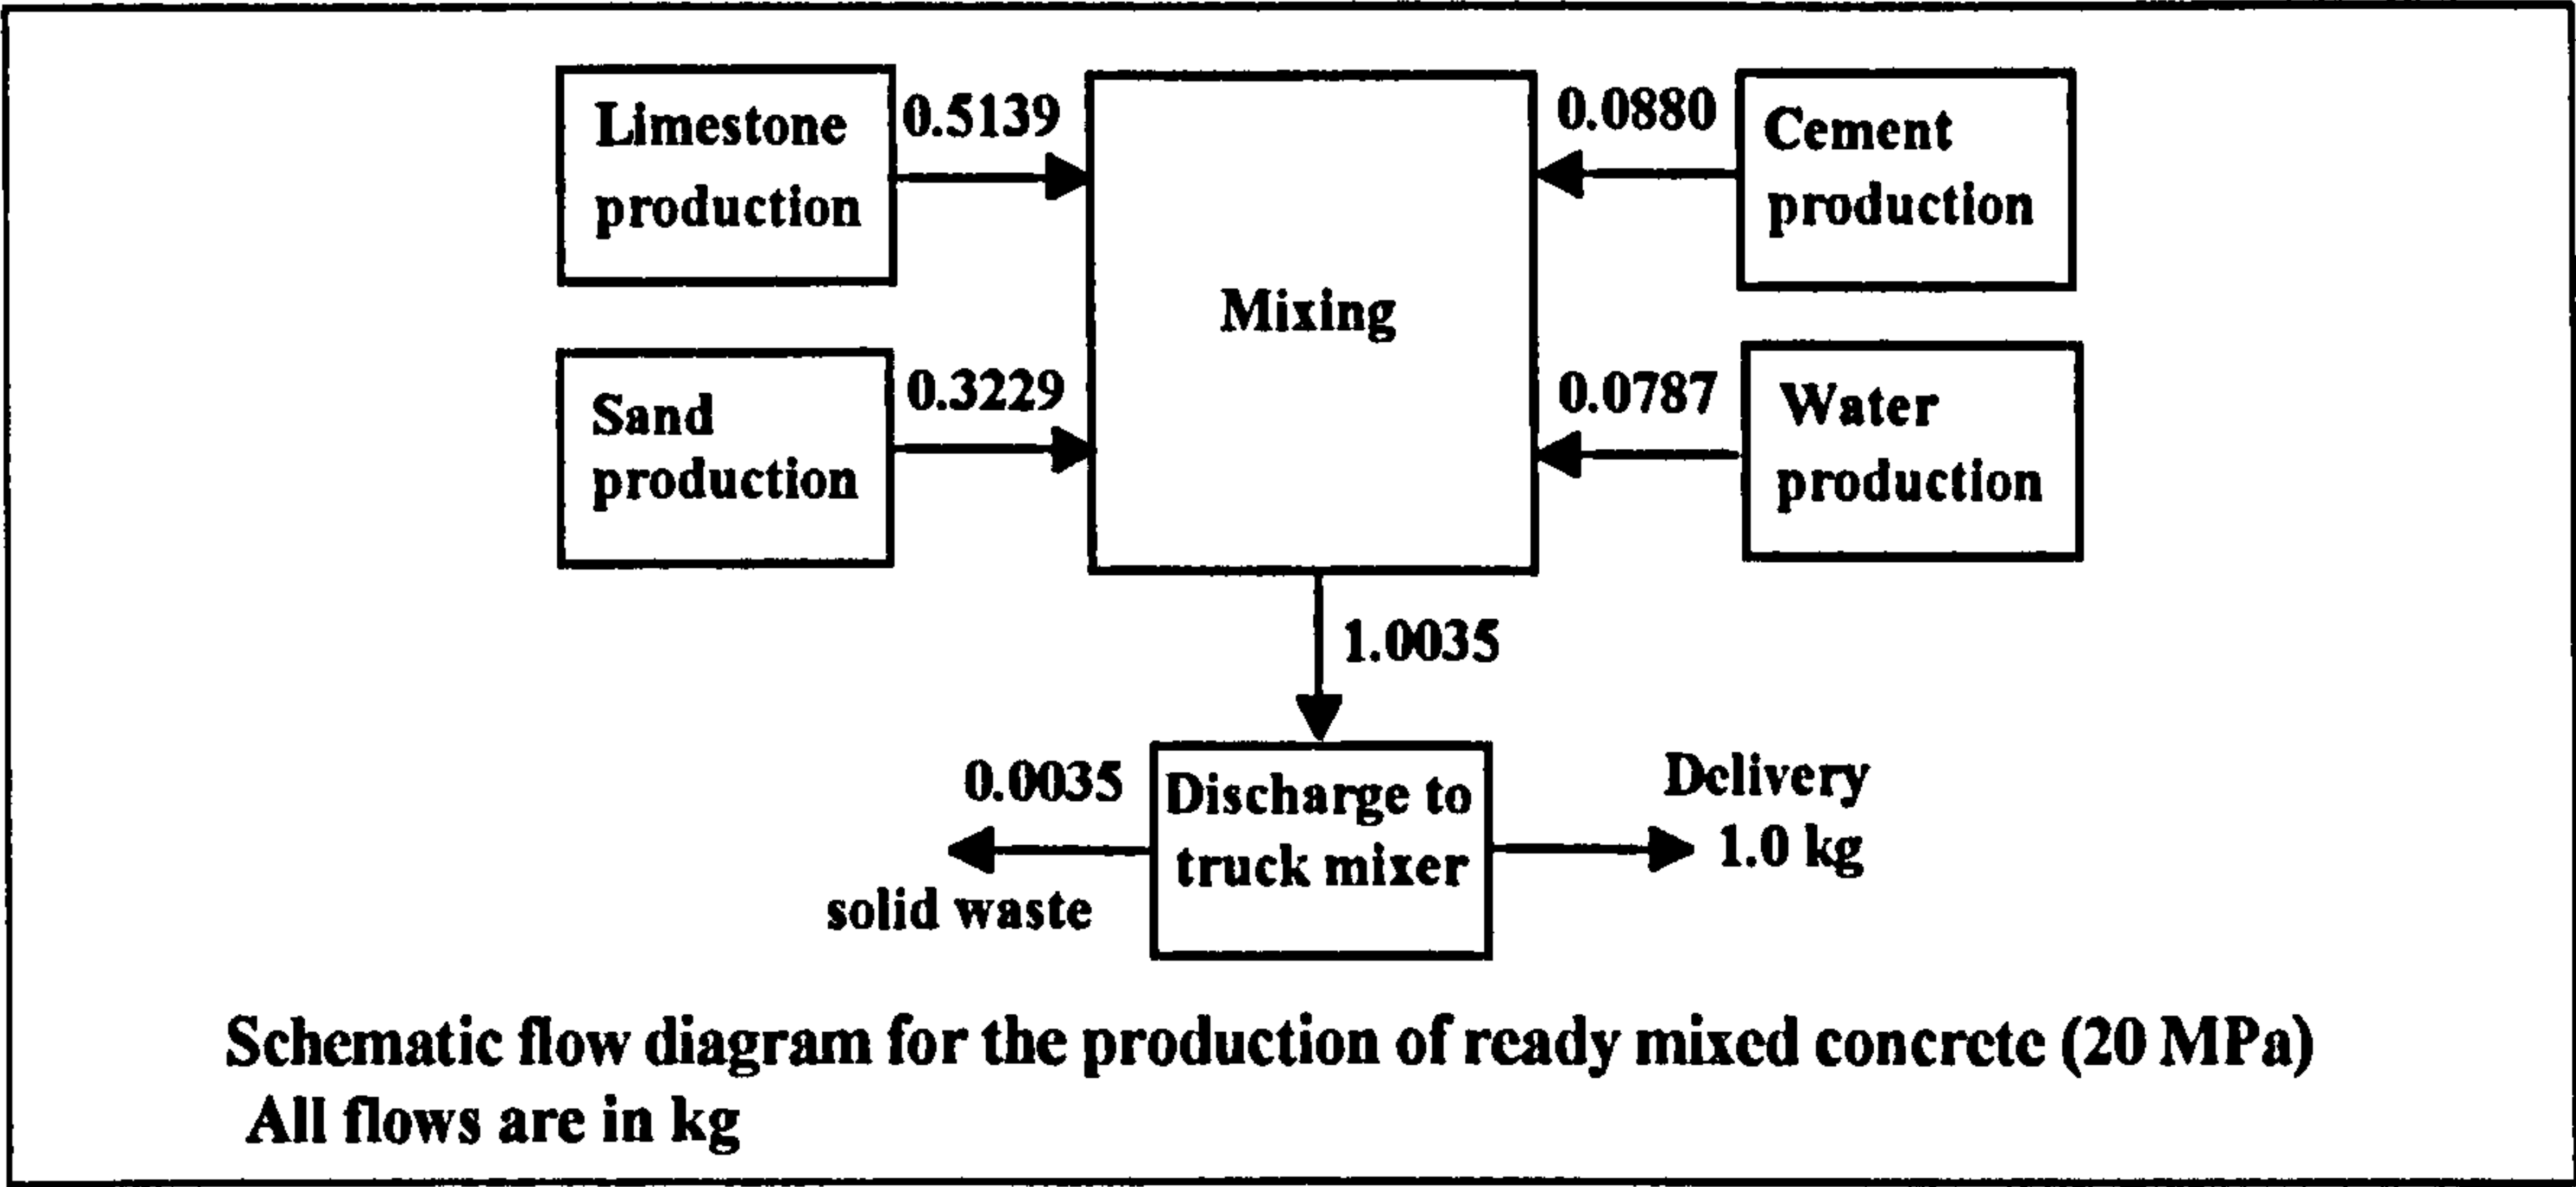 Limestone
production
0.5139
Mixing
0.0880
Cement
production
Sand
production
0.3229
0.0787
Water
production
1.0035
0.0035
solid waste
Discharge to
truck mixer
Delivery
1.0 kg
Schematic flow diagram for the production of ready mixed concrete (20 MPa)
All flows are in kg